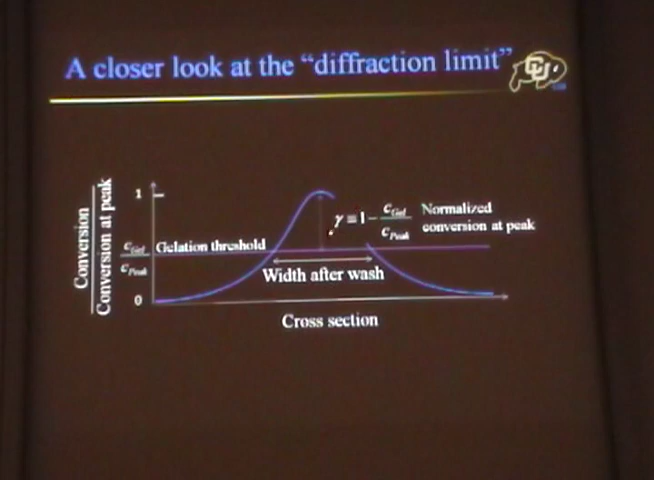 A closer look at the “diffraction limit”
CU
Conversion
Conversion at peak
1
c_Gel
c_Peak
Gelation threshold
0
γ ≡ 1 − c_Gel / c_Peak
Normalized
conversion at peak
Width after wash
Cross section